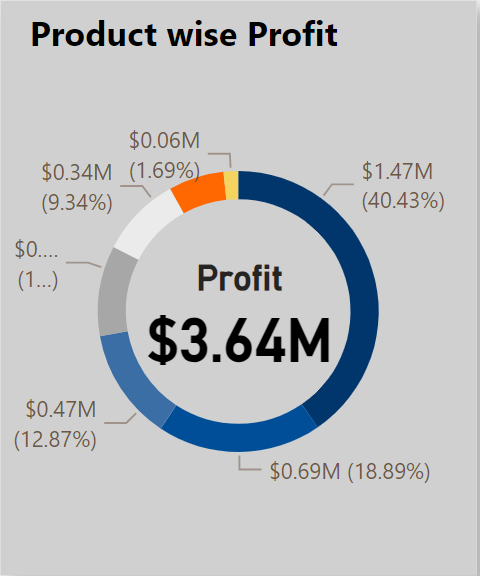 Product wise Profit
$0.06M
(1.69%)
$0.34M
(9.34%)
$1.47M
(40.43%)
$0....
(1...)
Profit
$3.64M
$0.47M
(12.87%)
$0.69M (18.89%)